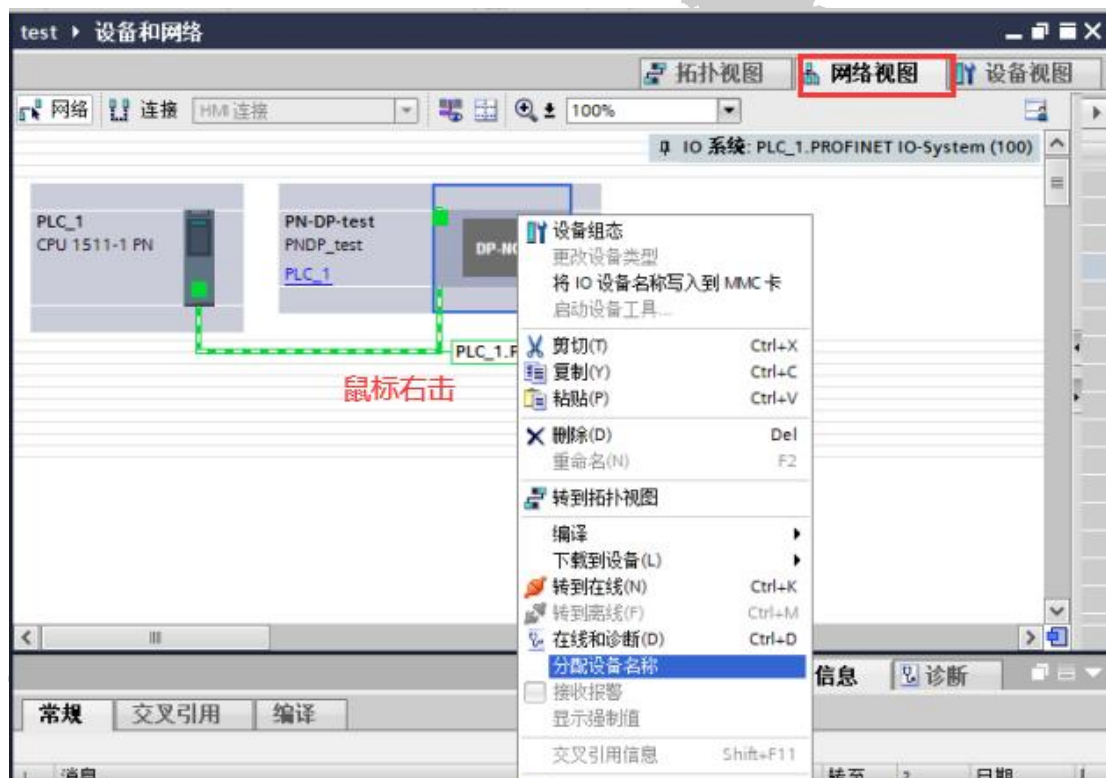 test ▸ 设备和网络
拓扑视图 网络视图 设备视图
网络 连接 HMI 连接 100%
IO 系统: PLC_1.PROFINET IO-System (100)
PLC_1
CPU 1511-1 PN
PN-DP-test
PNDP_test
PLC_1
设备组态
更改设备类型
将 IO 设备名称写入到 MMC 卡
启动设备工具...
剪切(T) Ctrl+X
PLC_1.
复制(Y) Ctrl+C
鼠标右击
粘贴(P) Ctrl+V
删除(D) Del
重命名(N) F2
转到拓扑视图
编译
下载到设备(L)
转到在线(N) Ctrl+K
转到离线(F) Ctrl+M
在线和诊断(D) Ctrl+D
分配设备名称
信息 诊断
接收报警
常规 交叉引用 编译
显示强制值
交叉引用信息 Shift+F11
消息 转至 ? 日期